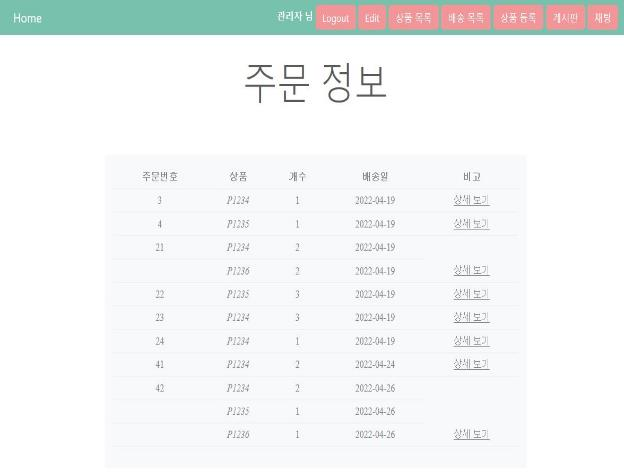 Home 관리자 님 Logout Edit 상품 목록 배송 목록 상품 등록 게시판 채팅
주문 정보
주문번호 상품 개수 배송일 비고
3 P1234 1 2022-04-19 상세 보기
4 P1235 1 2022-04-19 상세 보기
21 P1234 2 2022-04-19
P1236 2 2022-04-19 상세 보기
22 P1235 3 2022-04-19 상세 보기
23 P1234 3 2022-04-19 상세 보기
24 P1234 1 2022-04-19 상세 보기
41 P1234 2 2022-04-24 상세 보기
42 P1234 2 2022-04-26
P1235 1 2022-04-26
P1236 1 2022-04-26 상세 보기